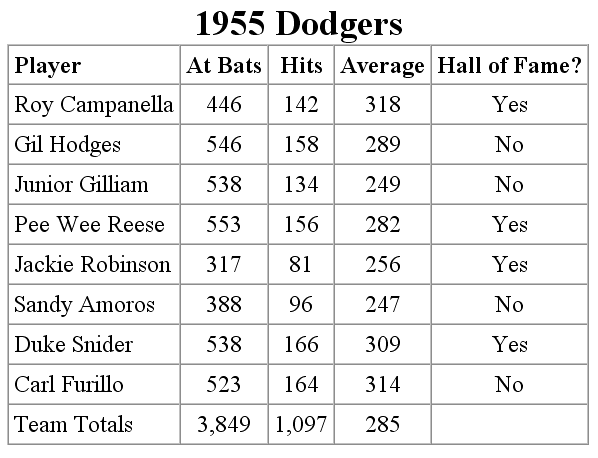 1955 Dodgers
Player At Bats Hits Average Hall of Fame?
Roy Campanella 446 142 318 Yes
Gil Hodges 546 158 289 No
Junior Gilliam 538 134 249 No
Pee Wee Reese 553 156 282 Yes
Jackie Robinson 317 81 256 Yes
Sandy Amoros 388 96 247 No
Duke Snider 538 166 309 Yes
Carl Furillo 523 164 314 No
Team Totals 3,849 1,097 285